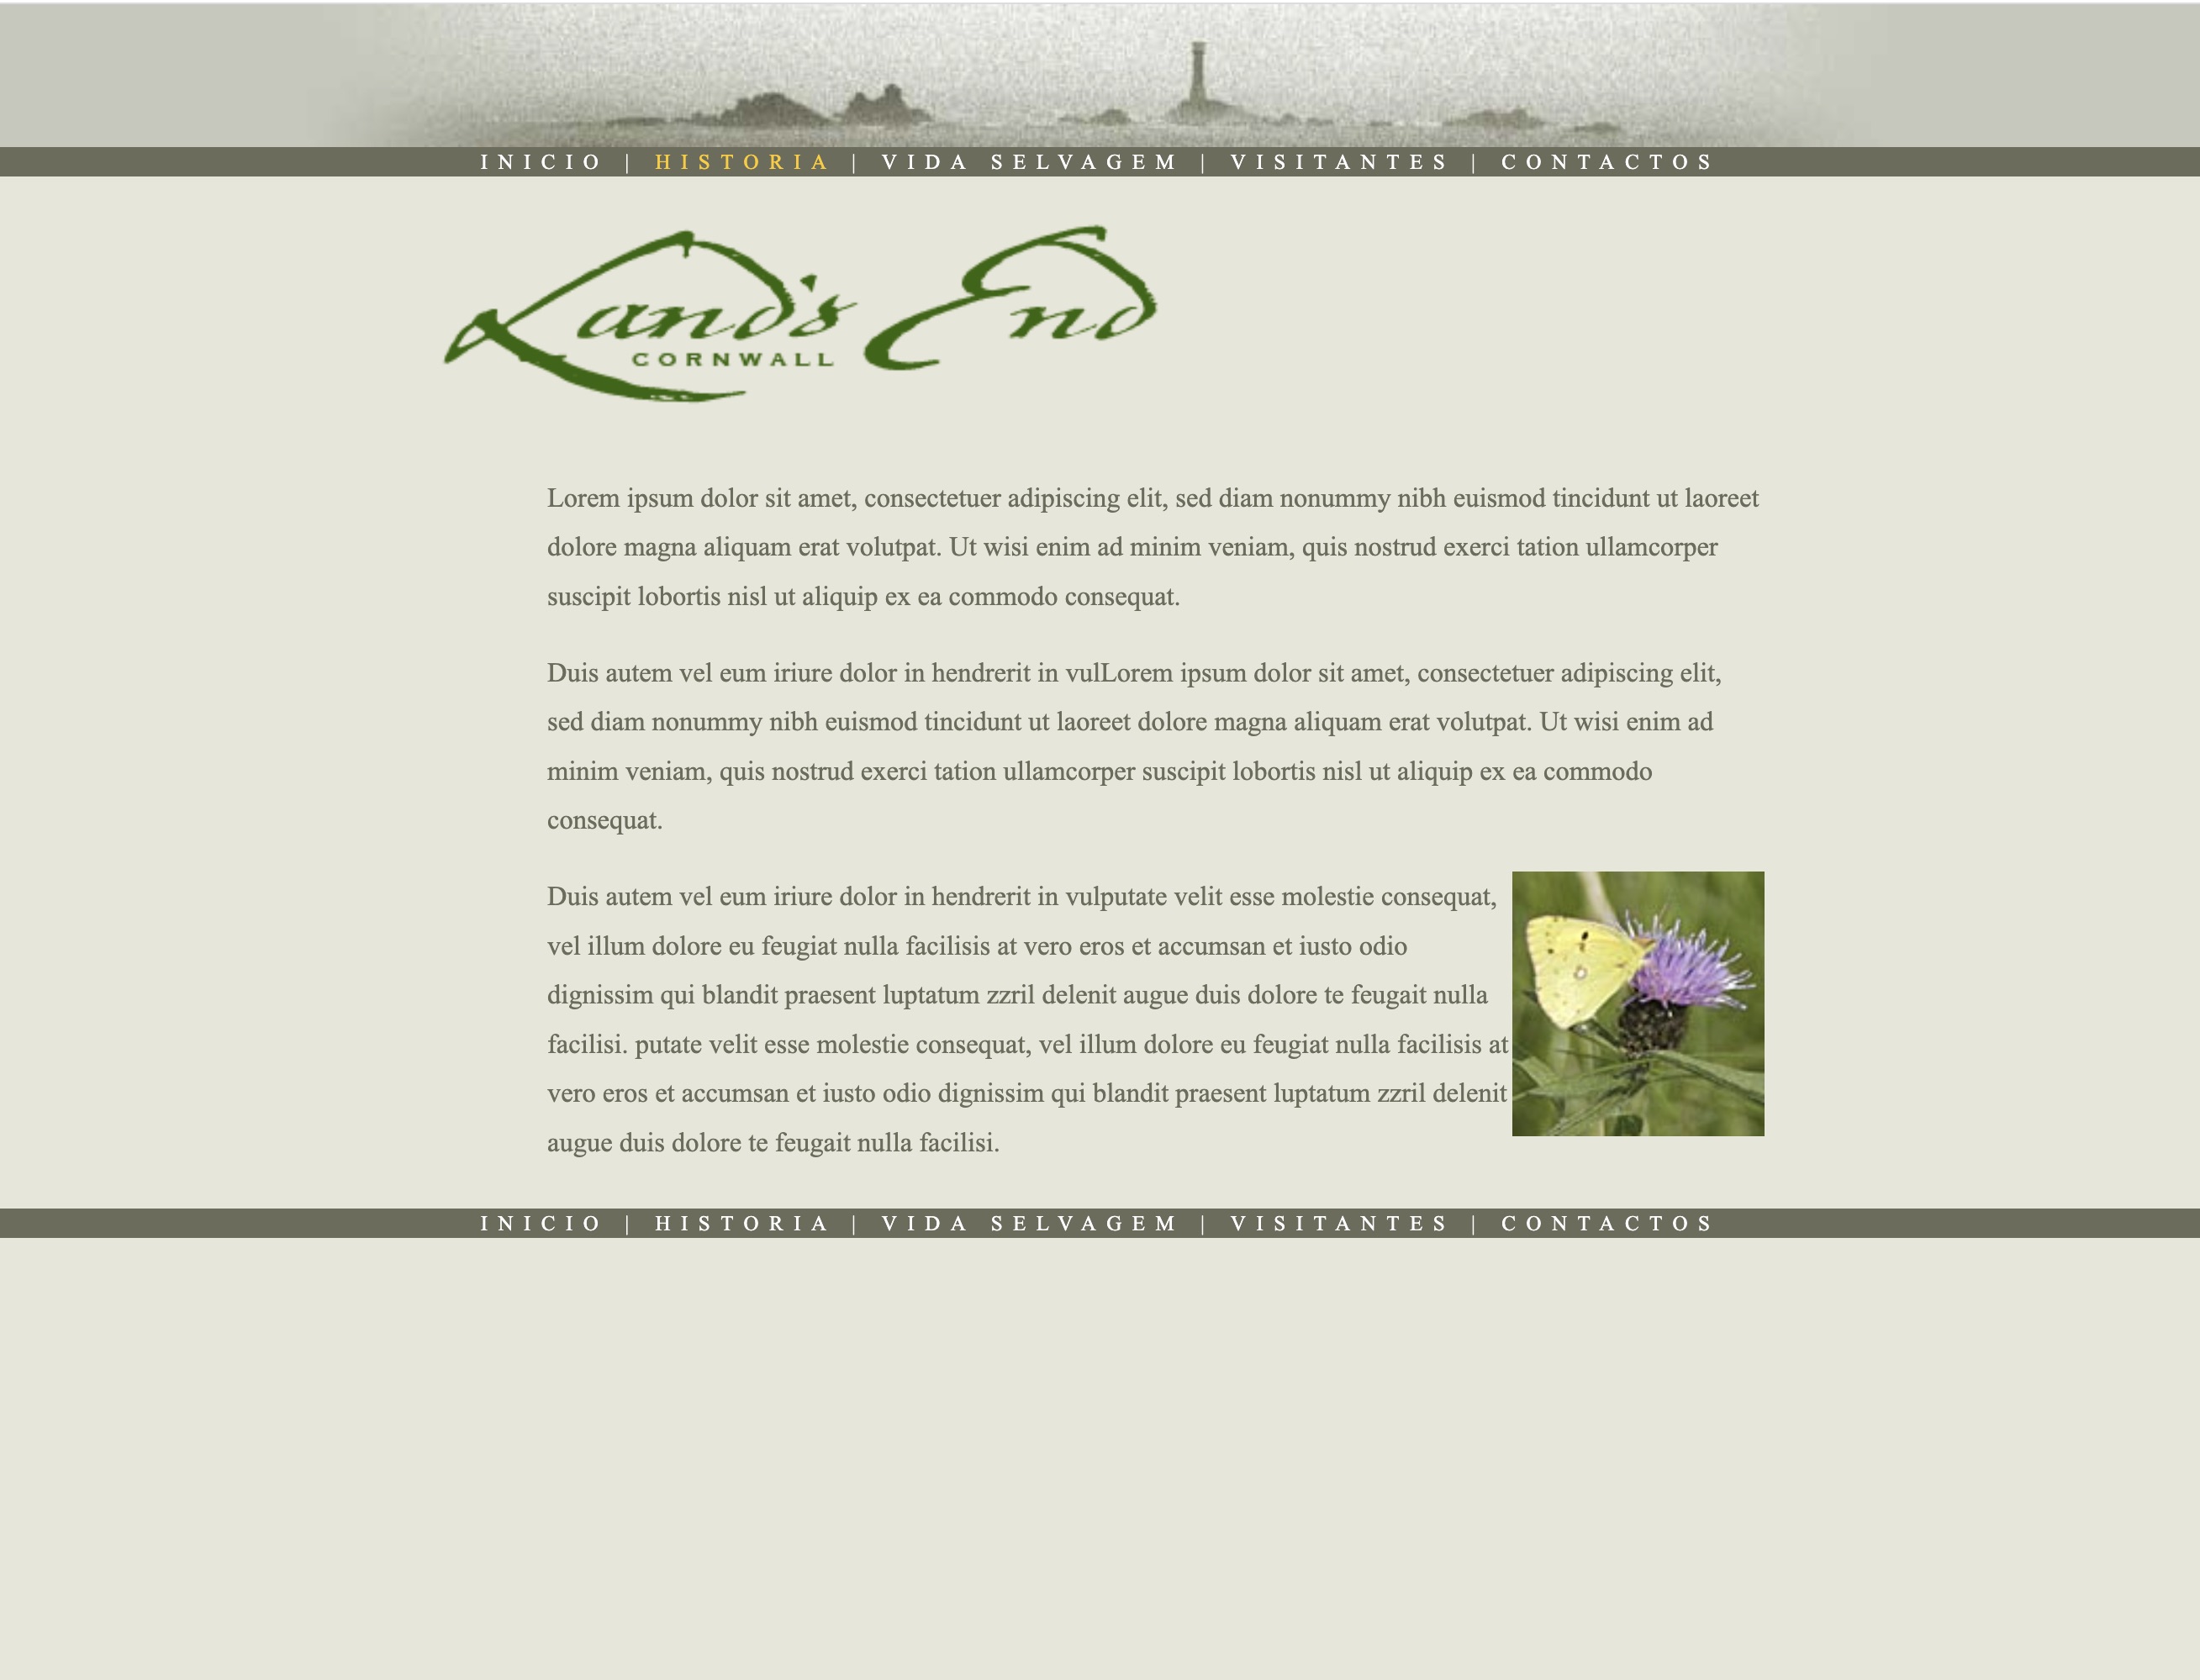 INICIO | HISTORIA | VIDA SELVAGEM | VISITANTES | CONTACTOS
Land's End
CORNWALL
Lorem ipsum dolor sit amet, consectetuer adipiscing elit, sed diam nonummy nibh euismod tincidunt ut laoreet
dolore magna aliquam erat volutpat. Ut wisi enim ad minim veniam, quis nostrud exerci tation ullamcorper
suscipit lobortis nisl ut aliquip ex ea commodo consequat.
Duis autem vel eum iriure dolor in hendrerit in vulLorem ipsum dolor sit amet, consectetuer adipiscing elit,
sed diam nonummy nibh euismod tincidunt ut laoreet dolore magna aliquam erat volutpat. Ut wisi enim ad
minim veniam, quis nostrud exerci tation ullamcorper suscipit lobortis nisl ut aliquip ex ea commodo
consequat.
Duis autem vel eum iriure dolor in hendrerit in vulputate velit esse molestie consequat,
vel illum dolore eu feugiat nulla facilisis at vero eros et accumsan et iusto odio
dignissim qui blandit praesent luptatum zzril delenit augue duis dolore te feugait nulla
facilisi. putate velit esse molestie consequat, vel illum dolore eu feugiat nulla facilisis at
vero eros et accumsan et iusto odio dignissim qui blandit praesent luptatum zzril delenit
augue duis dolore te feugait nulla facilisi.
INICIO | HISTORIA | VIDA SELVAGEM | VISITANTES | CONTACTOS